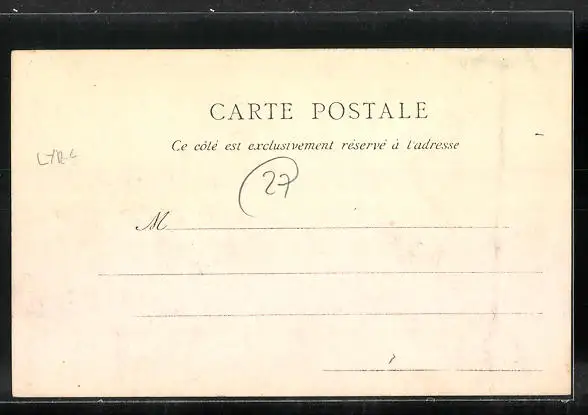 CARTE POSTALE
Ce côté est exclusivement réservé à l'adresse
27
M